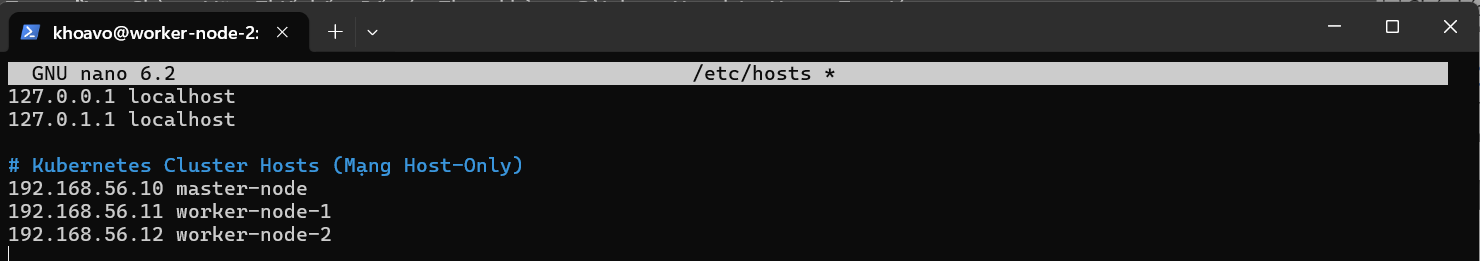 khoavo@worker-node-2:
GNU nano 6.2 /etc/hosts *
127.0.0.1 localhost
127.0.1.1 localhost
# Kubernetes Cluster Hosts (Mạng Host-Only)
192.168.56.10 master-node
192.168.56.11 worker-node-1
192.168.56.12 worker-node-2